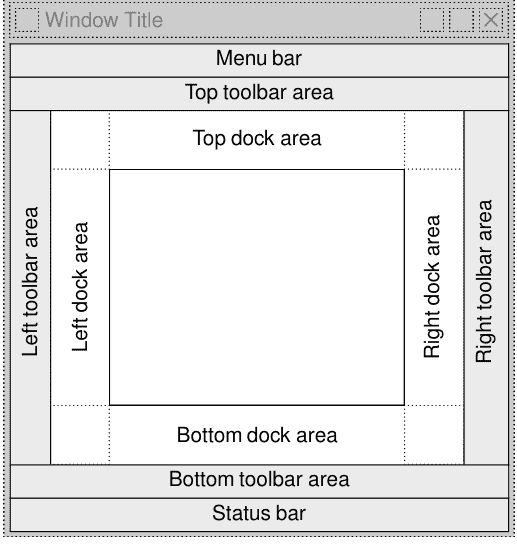 Window Title
Menu bar
Top toolbar area
Top dock area
Left toolbar area
Left dock area
Right dock area
Right toolbar area
Bottom dock area
Bottom toolbar area
Status bar